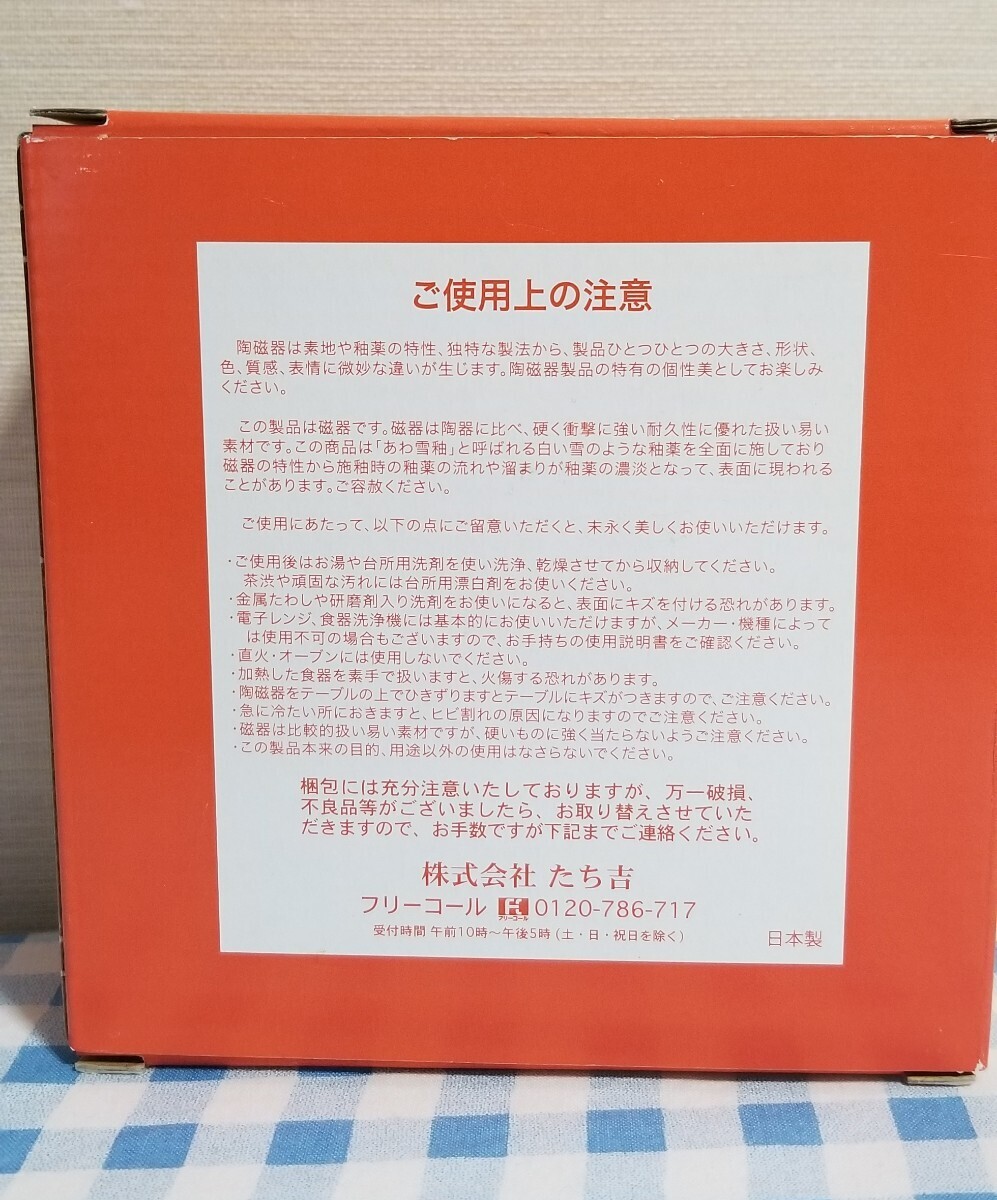 ご使用上の注意
陶磁器は素地や釉薬の特性、独特な製法から、製品ひとつひとつの大きさ、形状、
色、質感、表情に微妙な違いが生じます。陶磁器製品の特有の個性美としてお楽しみ
ください。
この製品は磁器です。磁器は陶器に比べ、硬く衝撃に強い耐久性に優れた扱い易い
素材です。この商品は「あわ雪釉」と呼ばれる白い雪のような釉薬を全面に施しており
磁器の特性から施釉時の釉薬の流れや溜まりが釉薬の濃淡となって、表面に現われる
ことがあります。ご容赦ください。
ご使用にあたって、以下の点にご留意いただくと、末永く美しくお使いいただけます。
・ご使用後はお湯や台所用洗剤を使い洗浄、乾燥させてから収納してください。
茶渋や頑固な汚れには台所用漂白剤をお使いください。
・金属たわしや研磨剤入り洗剤をお使いになると、表面にキズを付ける恐れがあります。
・電子レンジ、食器洗浄機には基本的にお使いいただけますが、メーカー・機種によって
は使用不可の場合もございますので、お手持ちの使用説明書をご確認ください。
・直火・オーブンには使用しないでください。
・加熱した食器を素手で扱いますと、火傷する恐れがあります。
・陶磁器をテーブルの上でひきずりますとテーブルにキズがつきますので、ご注意ください。
・急に冷たい所におきますと、ヒビ割れの原因になりますのでご注意ください。
・磁器は比較的扱い易い素材ですが、硬いものに強く当たらないようご注意ください。
・この製品本来の目的、用途以外の使用はなさらないでください。
梱包には充分注意いたしておりますが、万一破損、
不良品等がございましたら、お取り替えさせていた
だきますので、お手数ですが下記までご連絡ください。
株式会社 たち吉
フリーコール フリーコール 0120-786-717
受付時間 午前10時～午後5時 (土・日・祝日を除く)
日本製